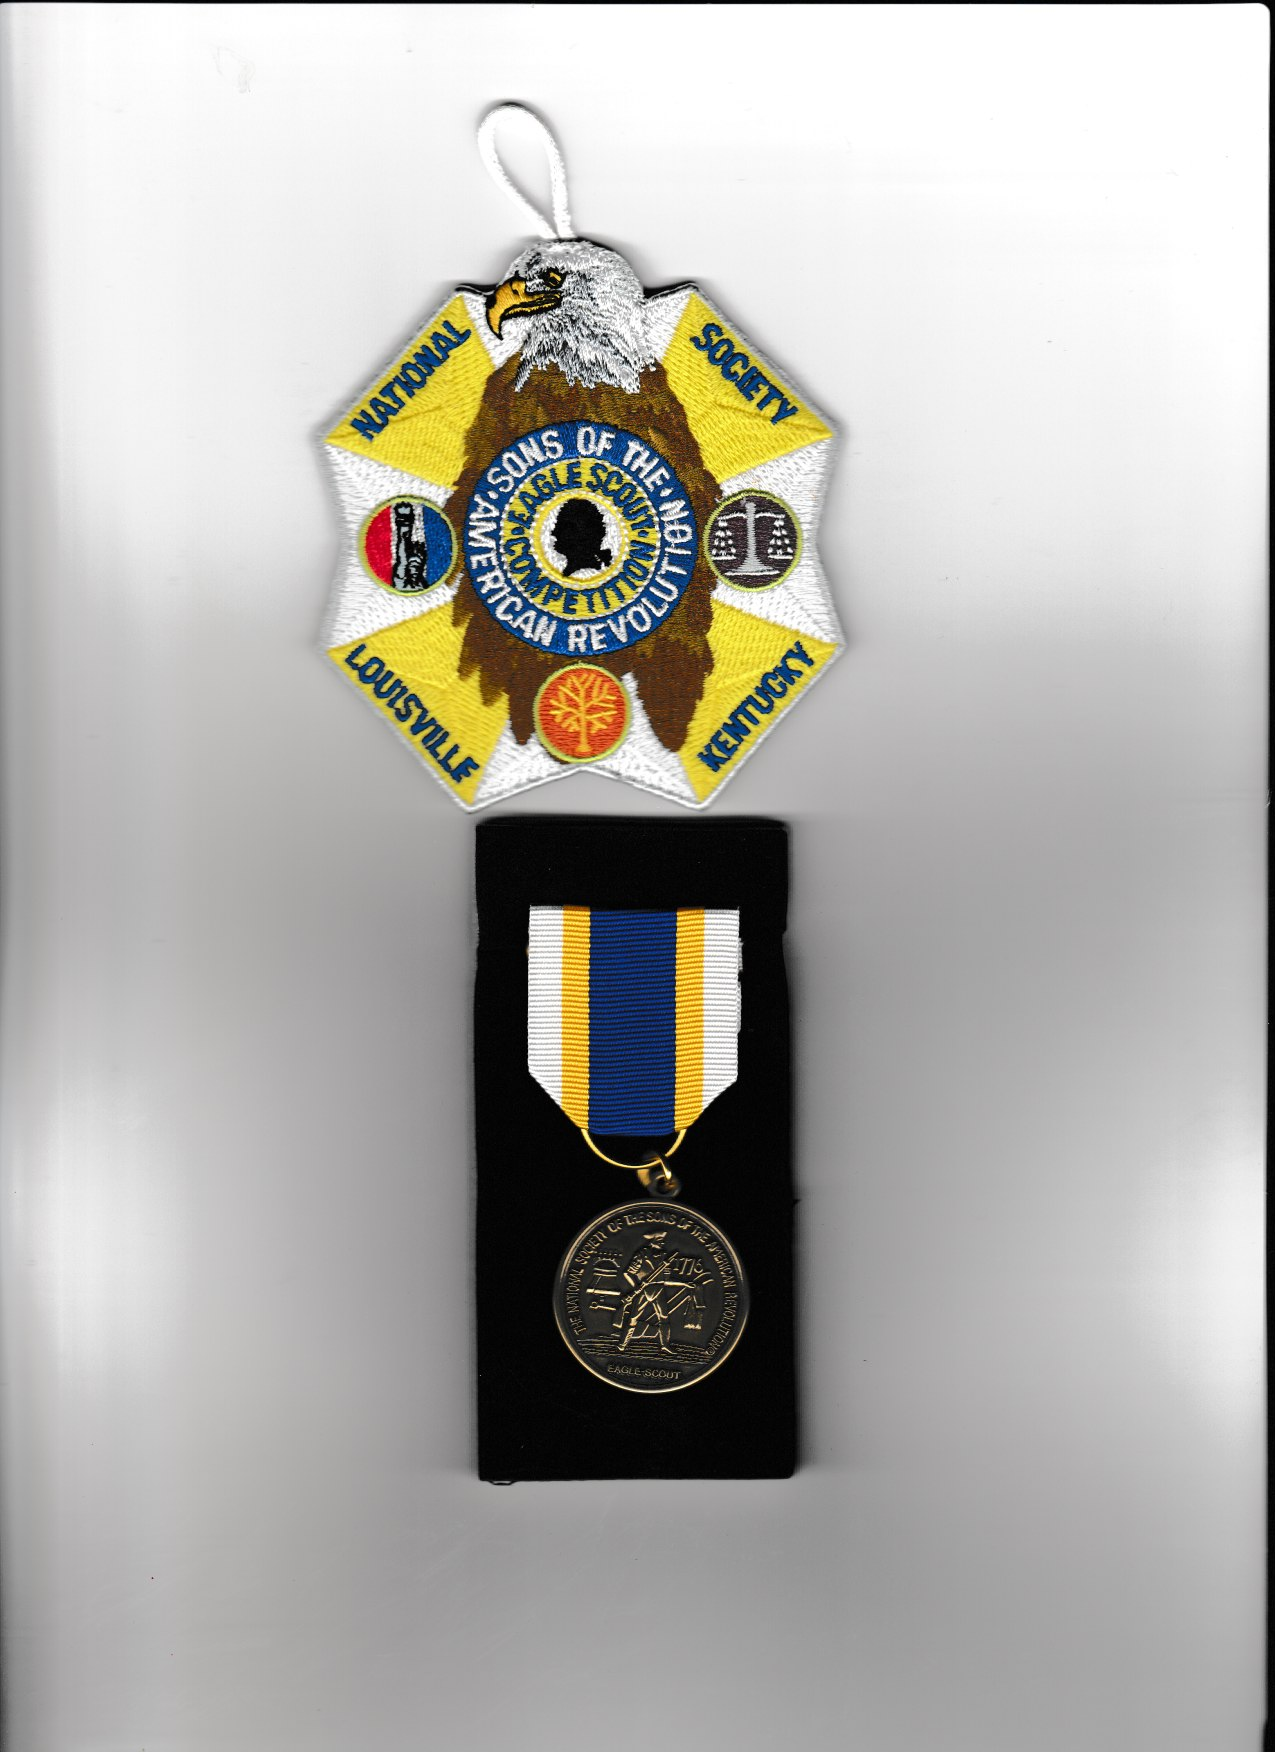 NATIONAL
SOCIETY
·SONS OF THE·
AMERICAN REVOLUTION
·EAGLE SCOUT·
COMPETITION
LOUISVILLE
KENTUCKY
THE NATIONAL SOCIETY OF THE SONS OF THE AMERICAN REVOLUTION©
1776
EAGLE SCOUT